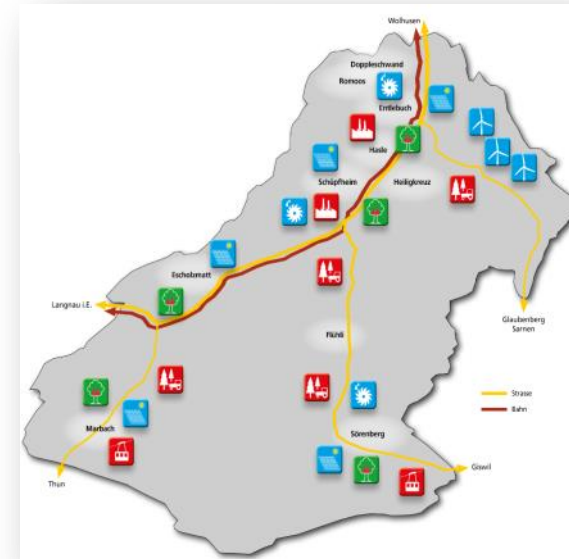 Wolhusen
Doppleschwand
Romoos
Entlebuch
Hasle
Schüpfheim
Heiligkreuz
Escholzmatt
Langnau i.E.
Glaubenberg
Sarnen
Flühli
Strasse
Bahn
Marbach
Sörenberg
Thun
Giswil